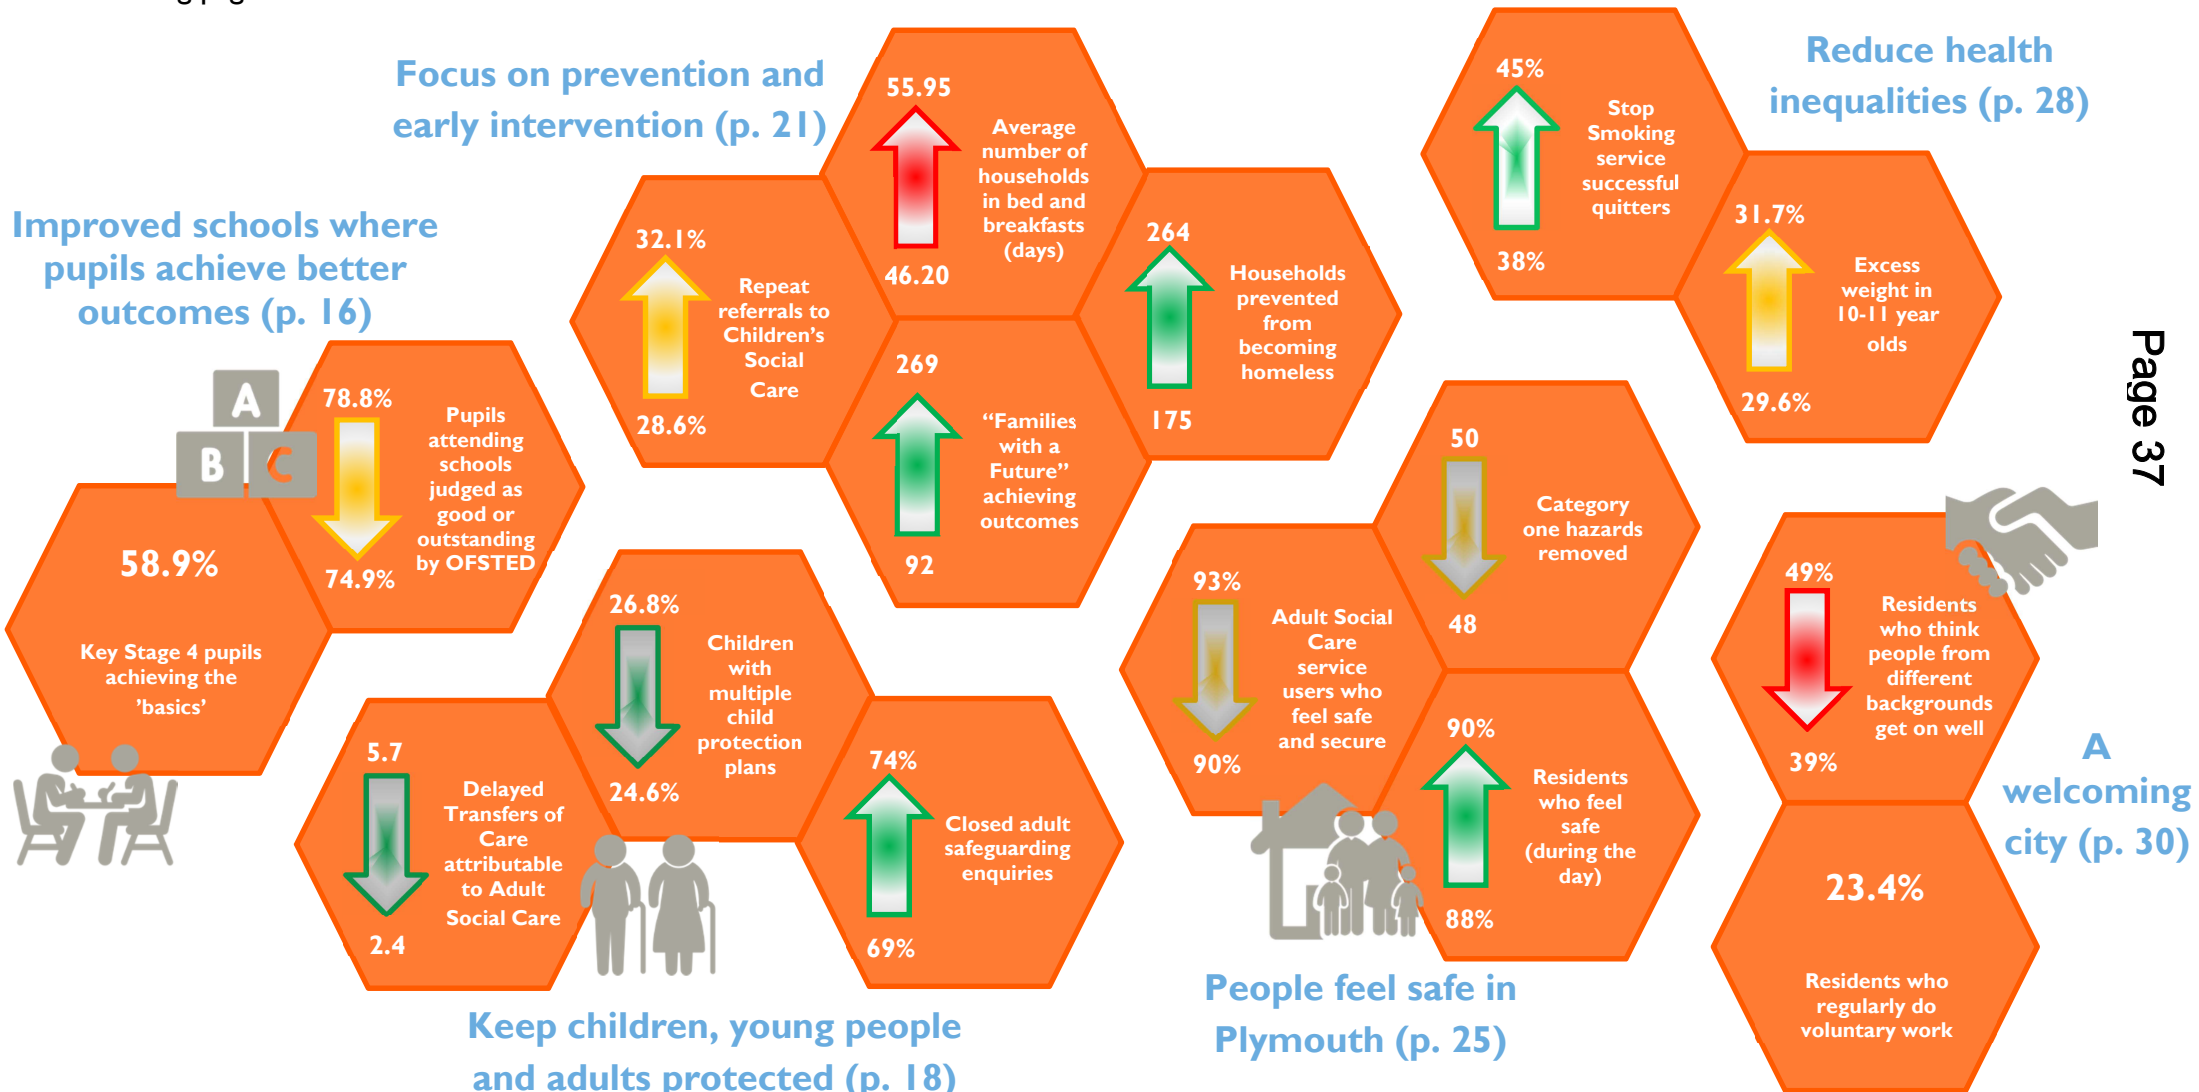 Focus on prevention and
early intervention (p. 21)
55.95
Average
number of
households
in bed and
breakfasts
(days)
46.20
32.1%
Repeat
referrals to
Children's
Social
Care
28.6%
264
Households
prevented
from
becoming
homeless
175
269
“Families
with a
Future”
achieving
outcomes
92
Reduce health
inequalities (p. 28)
45%
Stop
Smoking
service
successful
quitters
38%
31.7%
Excess
weight in
10-11 year
olds
29.6%
Page 37
Improved schools where
pupils achieve better
outcomes (p. 16)
A
B
C
78.8%
Pupils
attending
schools
judged as
good or
outstanding
by OFSTED
74.9%
58.9%
Key Stage 4 pupils
achieving the
’basics’
26.8%
Children
with
multiple
child
protection
plans
24.6%
5.7
Delayed
Transfers of
Care
attributable
to Adult
Social Care
2.4
74%
Closed adult
safeguarding
enquiries
69%
Keep children, young people
and adults protected (p. 18)
50
Category
one hazards
removed
48
93%
Adult Social
Care
service
users who
feel safe
and secure
90%
90%
Residents
who feel
safe
(during the
day)
88%
People feel safe in
Plymouth (p. 25)
49%
Residents
who think
people from
different
backgrounds
get on well
39%
A
welcoming
city (p. 30)
23.4%
Residents who
regularly do
voluntary work